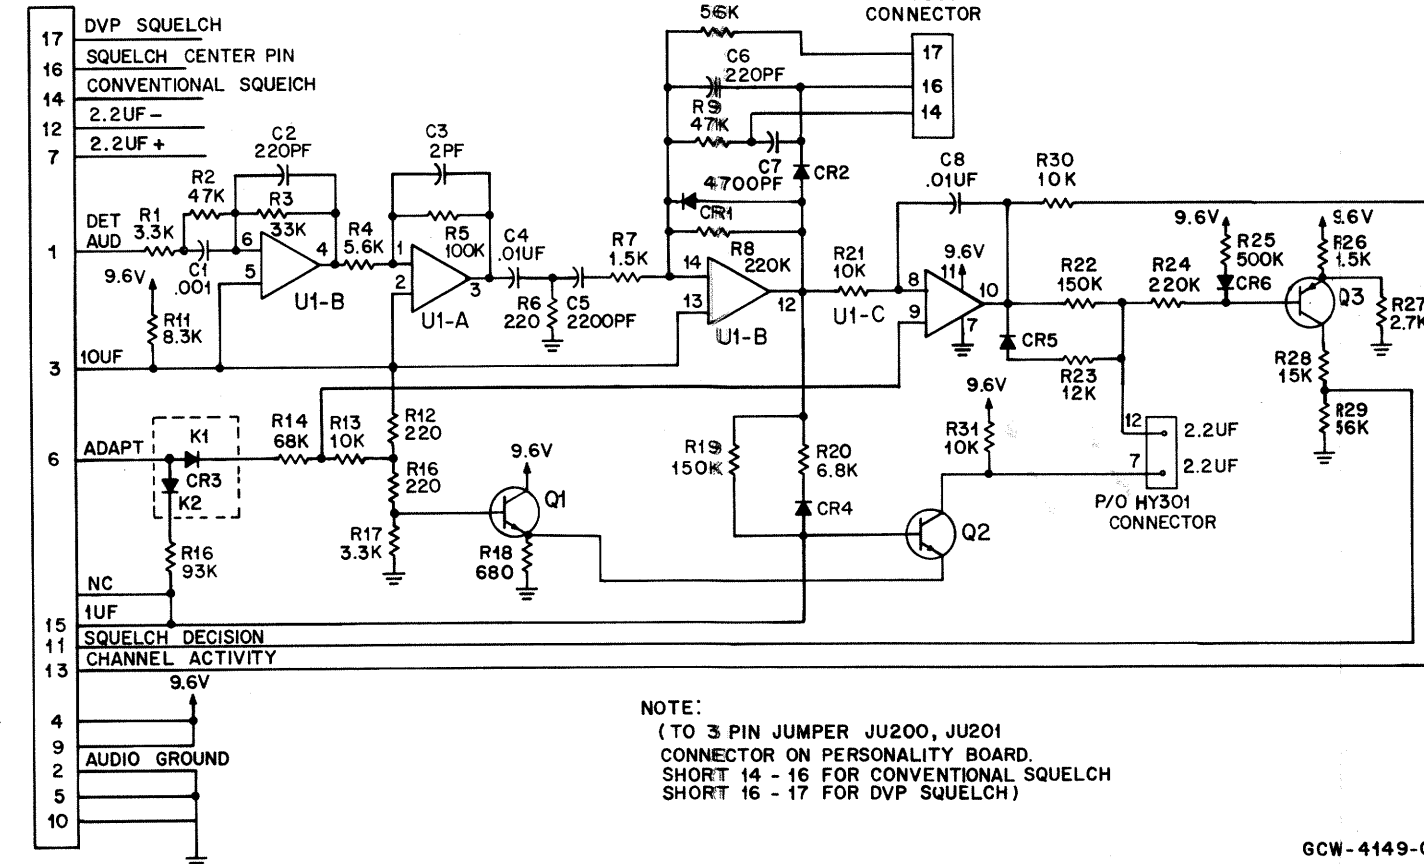 56K
CONNECTOR
17
DVP SQUELCH
16
SQUELCH CENTER PIN
14
CONVENTIONAL SQUEICH
12
2.2UF-
7
2.2UF+
C2
220PF
C3
2PF
C6
220PF
17
16
14
R9
47K
C7
4700PF
CR2
CR1
C8
.01UF
R30
10K
R2
47K
R3
33K
R1
3.3K
DET
AUD
1
6
5
4
C1
.001
U1-B
9.6V
R11
8.3K
R4
5.6K
1
2
3
R5
100K
U1-A
C4
.01UF
R6
220
C5
2200PF
R7
1.5K
R8
220K
14
13
12
U1-B
R21
10K
U1-C
8
9
10
11
7
9.6V
R22
150K
R24
220K
9.6V
R25
500K
CR6
9.6V
R26
1.5K
Q3
R27
2.7K
CR5
R23
12K
R28
15K
R29
56K
3
10UF
6
ADAPT
K1
CR3
K2
R14
68K
R13
10K
R12
220
R16
220
R17
3.3K
9.6V
Q1
R18
680
R19
150K
R20
6.8K
CR4
Q2
9.6V
R31
10K
12
2.2UF
7
2.2UF
P/O HY301
CONNECTOR
R16
93K
NC
1UF
15
11
SQUELCH DECISION
13
CHANNEL ACTIVITY
9.6V
4
9
2
AUDIO GROUND
5
10
NOTE:
(TO 3 PIN JUMPER JU200, JU201
CONNECTOR ON PERSONALITY BOARD.
SHORT 14 - 16 FOR CONVENTIONAL SQUELCH
SHORT 16 - 17 FOR DVP SQUELCH)
GCW-4149-